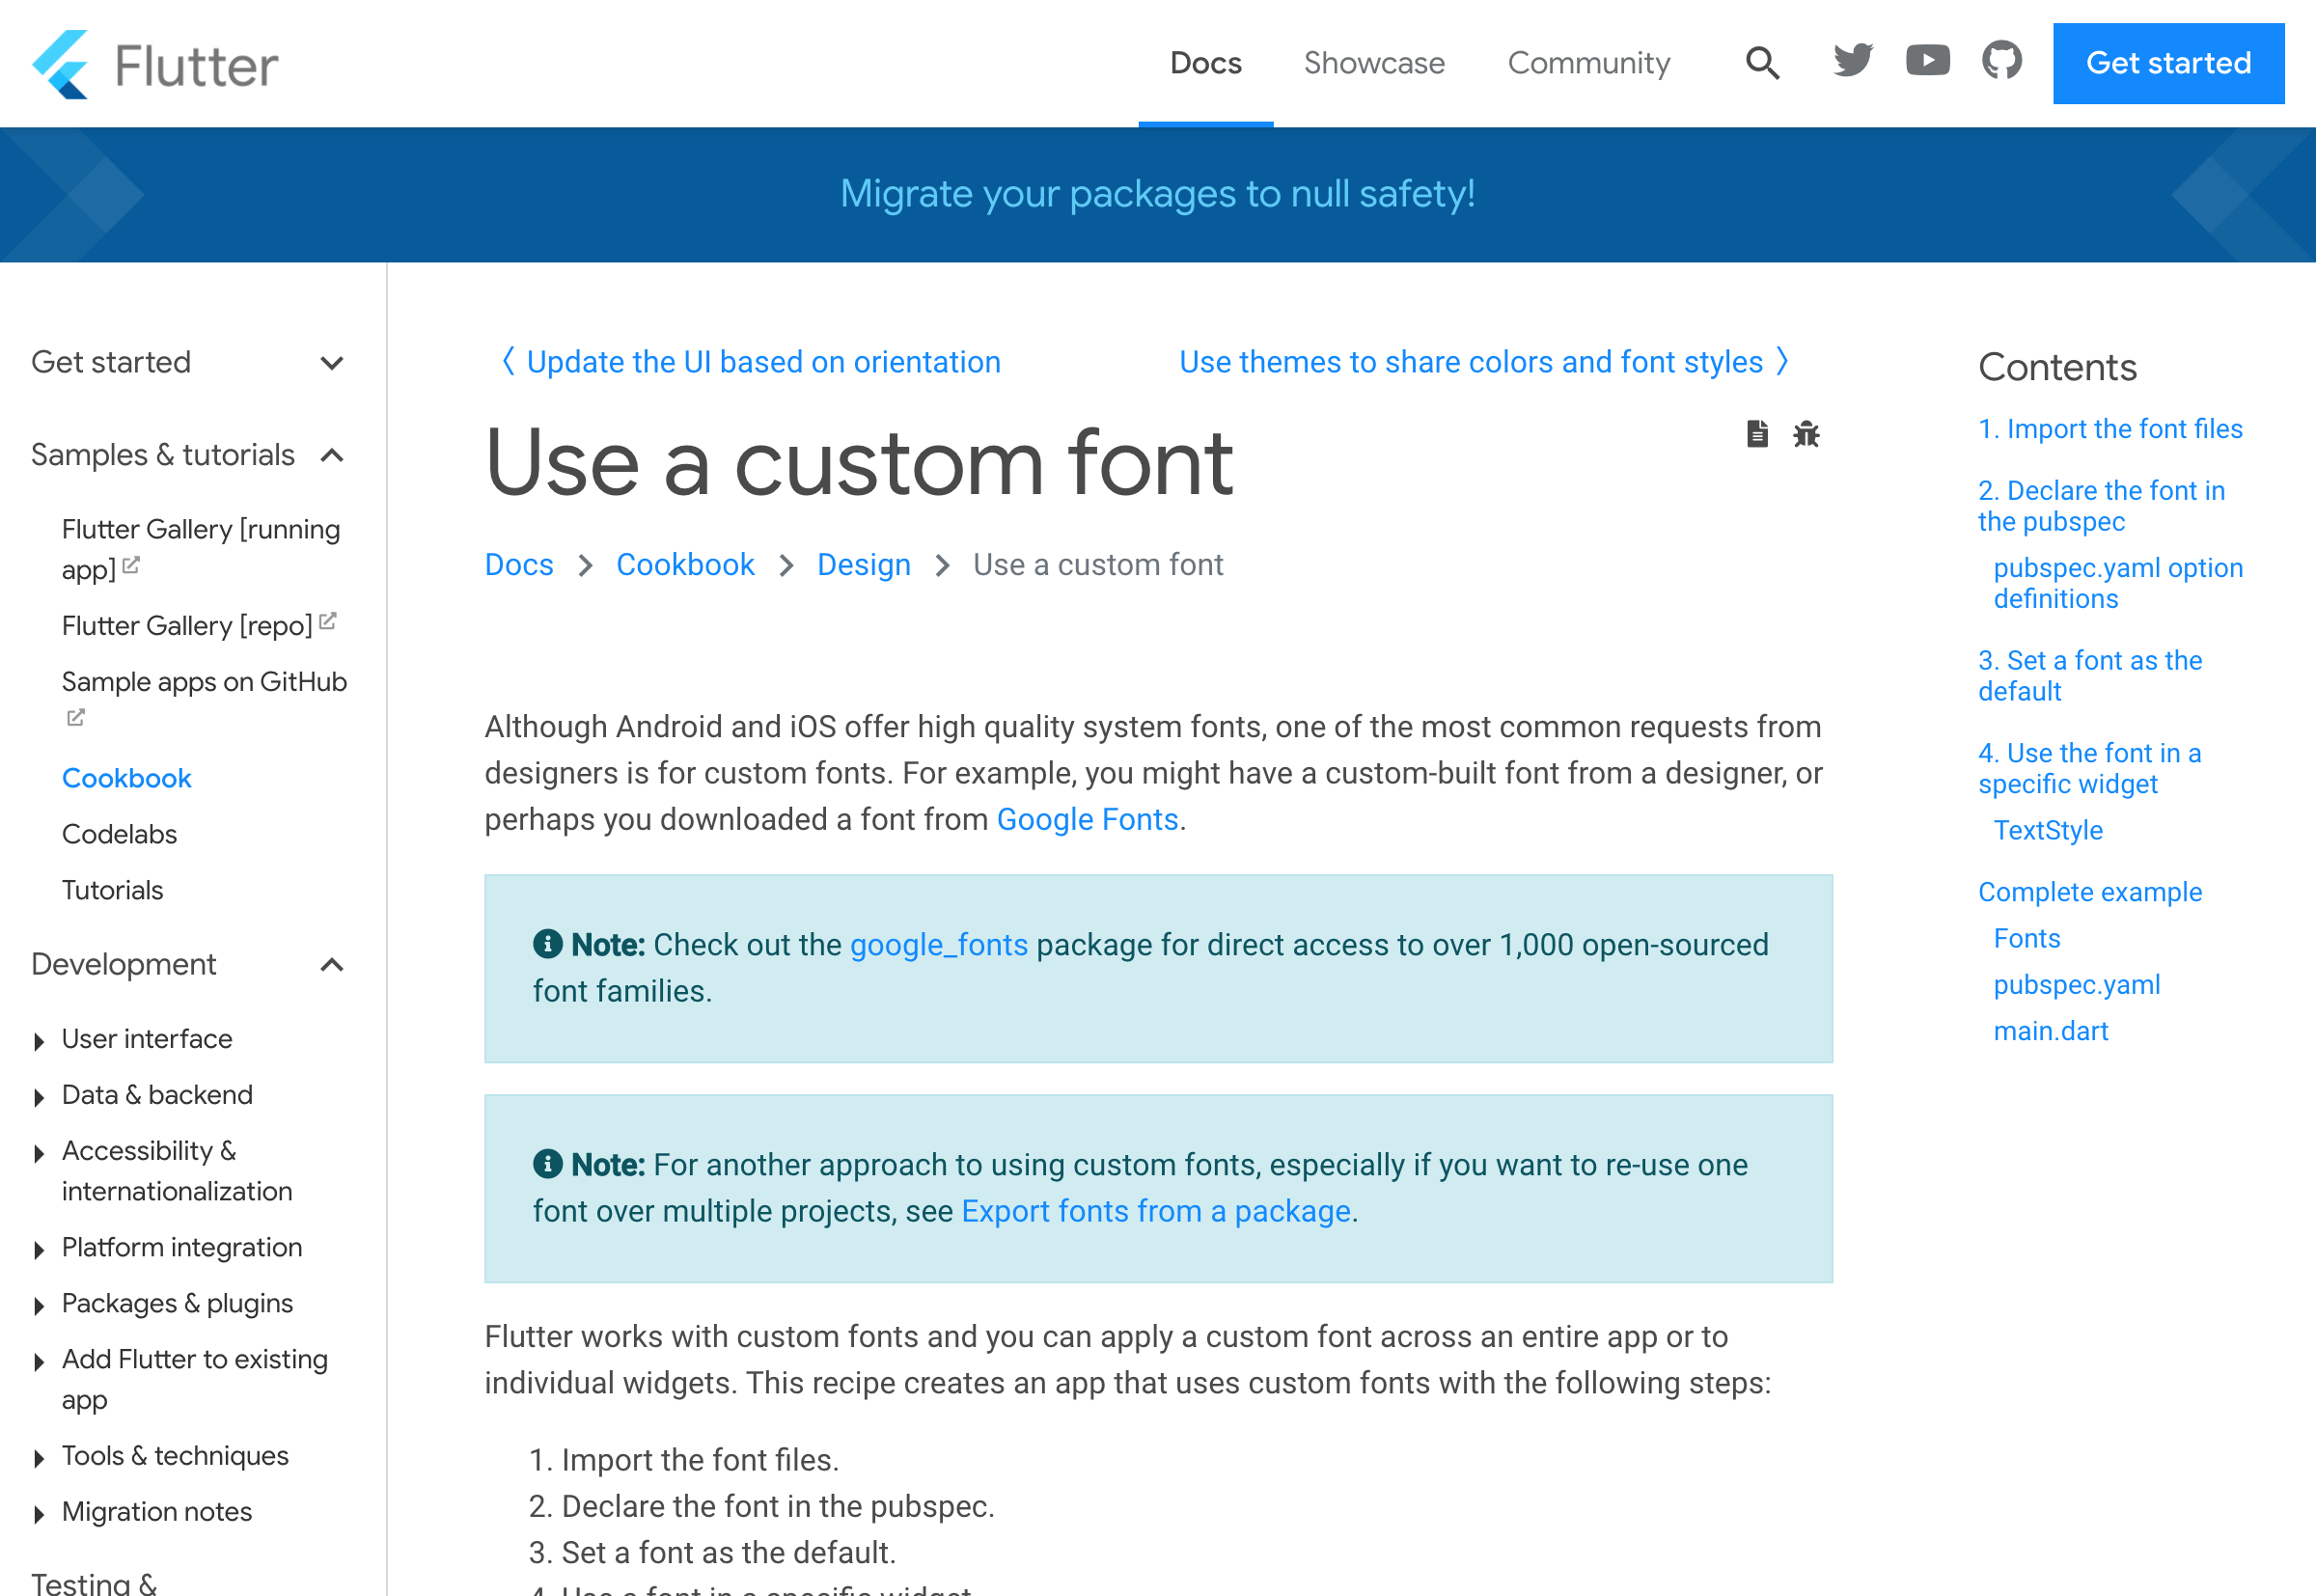 Flutter
Docs
Showcase
Community
Get started
Migrate your packages to null safety!
Get started
Samples & tutorials
Flutter Gallery [running
app]
Flutter Gallery [repo]
Sample apps on GitHub
Cookbook
Codelabs
Tutorials
Development
User interface
Data & backend
Accessibility &
internationalization
Platform integration
Packages & plugins
Add Flutter to existing
app
Tools & techniques
Migration notes
Testing &
〈 Update the UI based on orientation
Use themes to share colors and font styles 〉
Use a custom font
Docs > Cookbook > Design > Use a custom font
Although Android and iOS offer high quality system fonts, one of the most common requests from
designers is for custom fonts. For example, you might have a custom-built font from a designer, or
perhaps you downloaded a font from Google Fonts.
Note: Check out the google_fonts package for direct access to over 1,000 open-sourced
font families.
Note: For another approach to using custom fonts, especially if you want to re-use one
font over multiple projects, see Export fonts from a package.
Flutter works with custom fonts and you can apply a custom font across an entire app or to
individual widgets. This recipe creates an app that uses custom fonts with the following steps:
1. Import the font files.
2. Declare the font in the pubspec.
3. Set a font as the default.
4. Use a font in a specific widget.
Contents
1. Import the font files
2. Declare the font in
the pubspec
pubspec.yaml option
definitions
3. Set a font as the
default
4. Use the font in a
specific widget
TextStyle
Complete example
Fonts
pubspec.yaml
main.dart